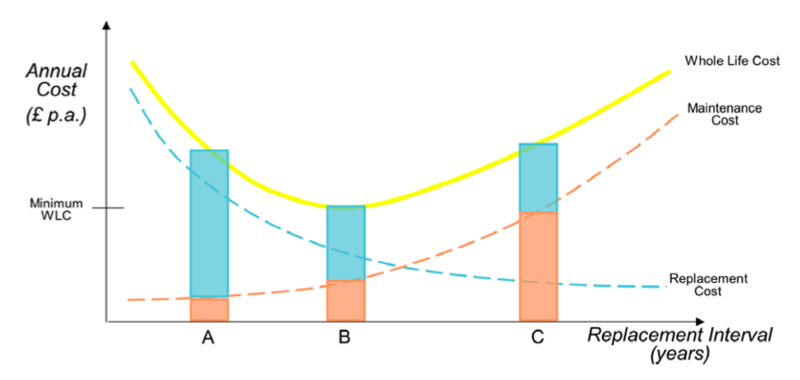 Annual
Cost
(£ p.a.)
Whole Life Cost
Maintenance
Cost
Minimum
WLC
Replacement
Cost
A
B
C
Replacement Interval
(years)